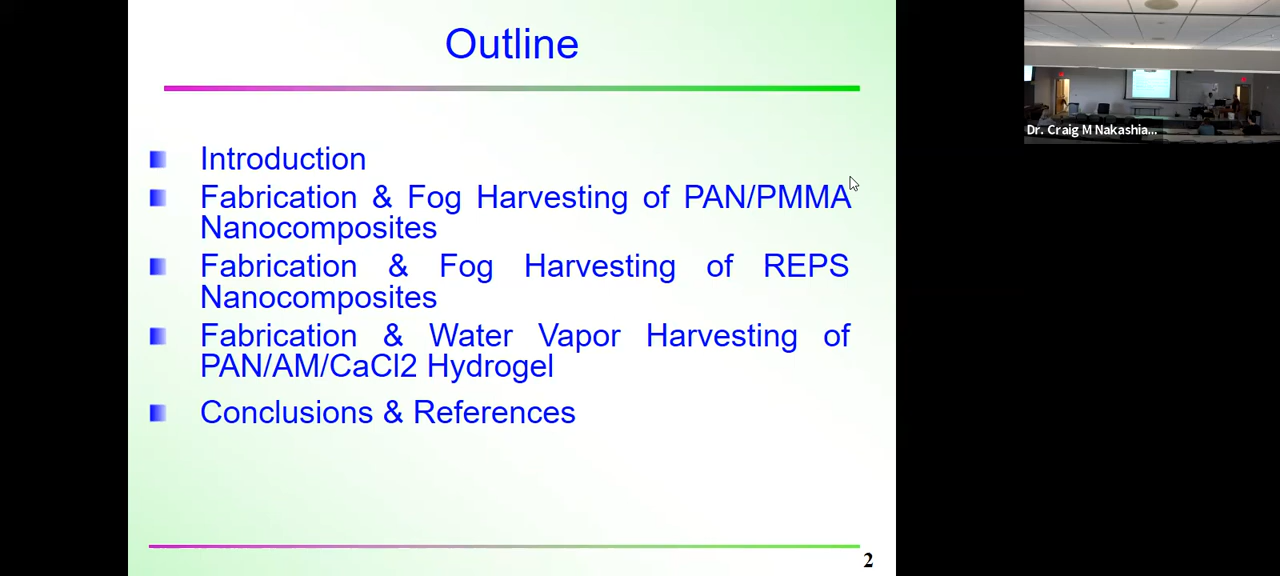 Outline
Introduction
Fabrication & Fog Harvesting of PAN/PMMA
Nanocomposites
Fabrication & Fog Harvesting of REPS
Nanocomposites
Fabrication & Water Vapor Harvesting of
PAN/AM/CaCl2 Hydrogel
Conclusions & References
2
Dr. Craig M Nakashia...